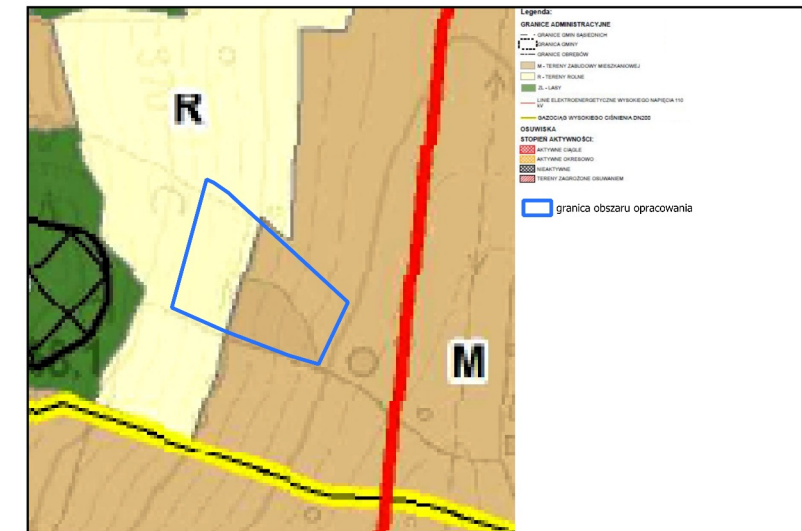 Legenda:
GRANICE ADMINISTRACYJNE
GRANICE GMIN SĄSIEDNICH
GRANICA GMINY
GRANICE OBRĘBÓW
M - TERENY ZABUDOWY MIESZKANIOWEJ
R - TERENY ROLNE
ZL - LASY
LINIE ELEKTROENERGETYCZNE WYSOKIEGO NAPIĘCIA 110
KV
GAZOCIĄG WYSOKIEGO CIŚNIENIA DN200
OSUWISKA
STOPIEŃ AKTYWNOŚCI:
AKTYWNE CIĄGLE
AKTYWNE OKRESOWO
NIEAKTYWNE
TERENY ZAGROŻONE OSUWANIEM
granica obszaru opracowania
R
M